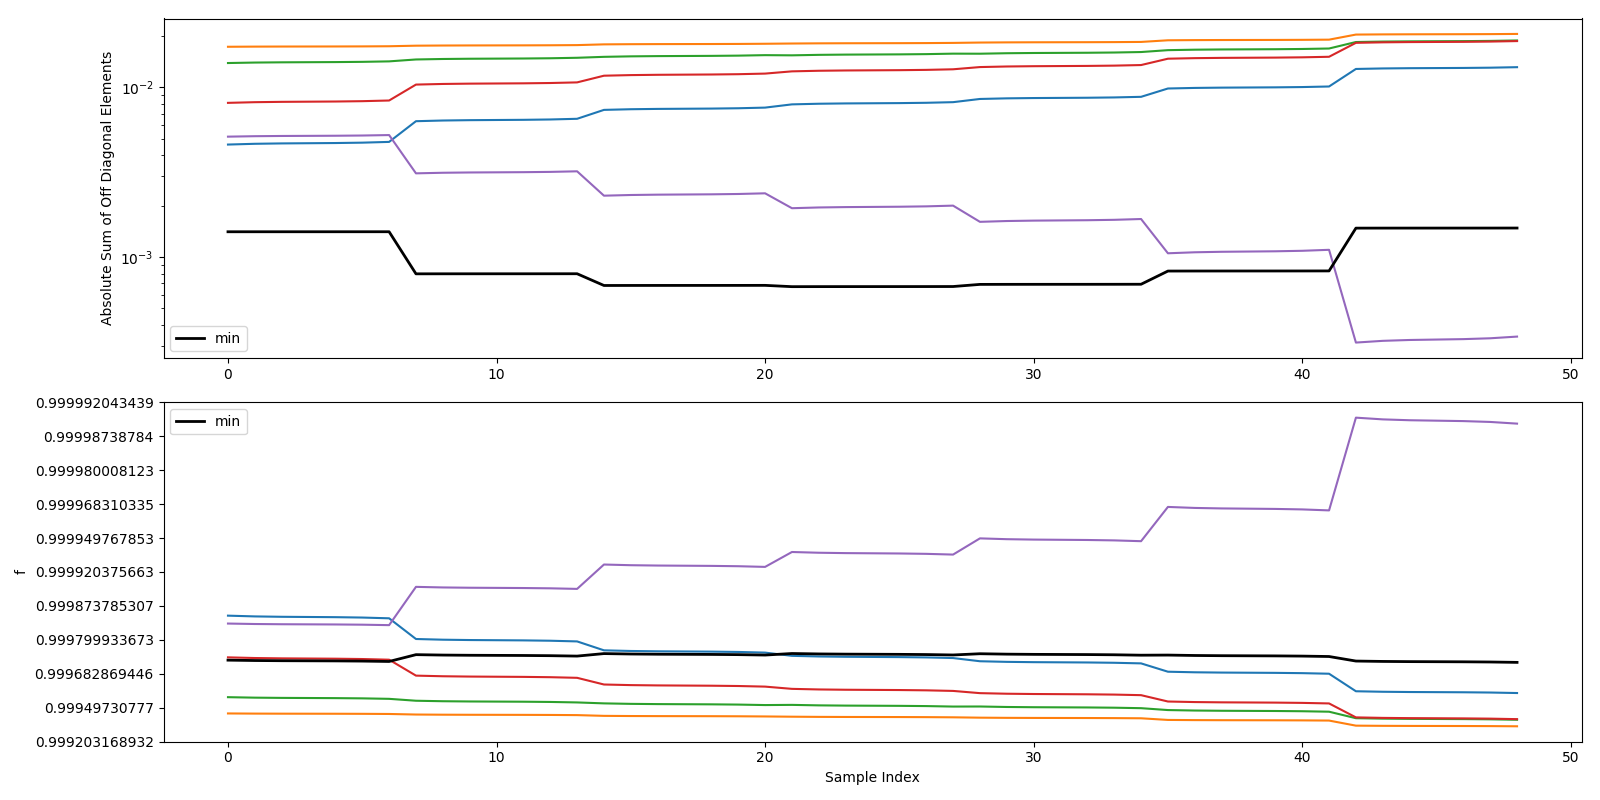 Absolute Sum of Off Diagonal Elements
10⁻²
10⁻³
min
0 10 20 30 40 50
f
0.999992043439
0.99998738784
0.999980008123
0.999968310335
0.999949767853
0.999920375663
0.999873785307
0.999799933673
0.999682869446
0.99949730777
0.999203168932
min
0 10 20 30 40 50
Sample Index